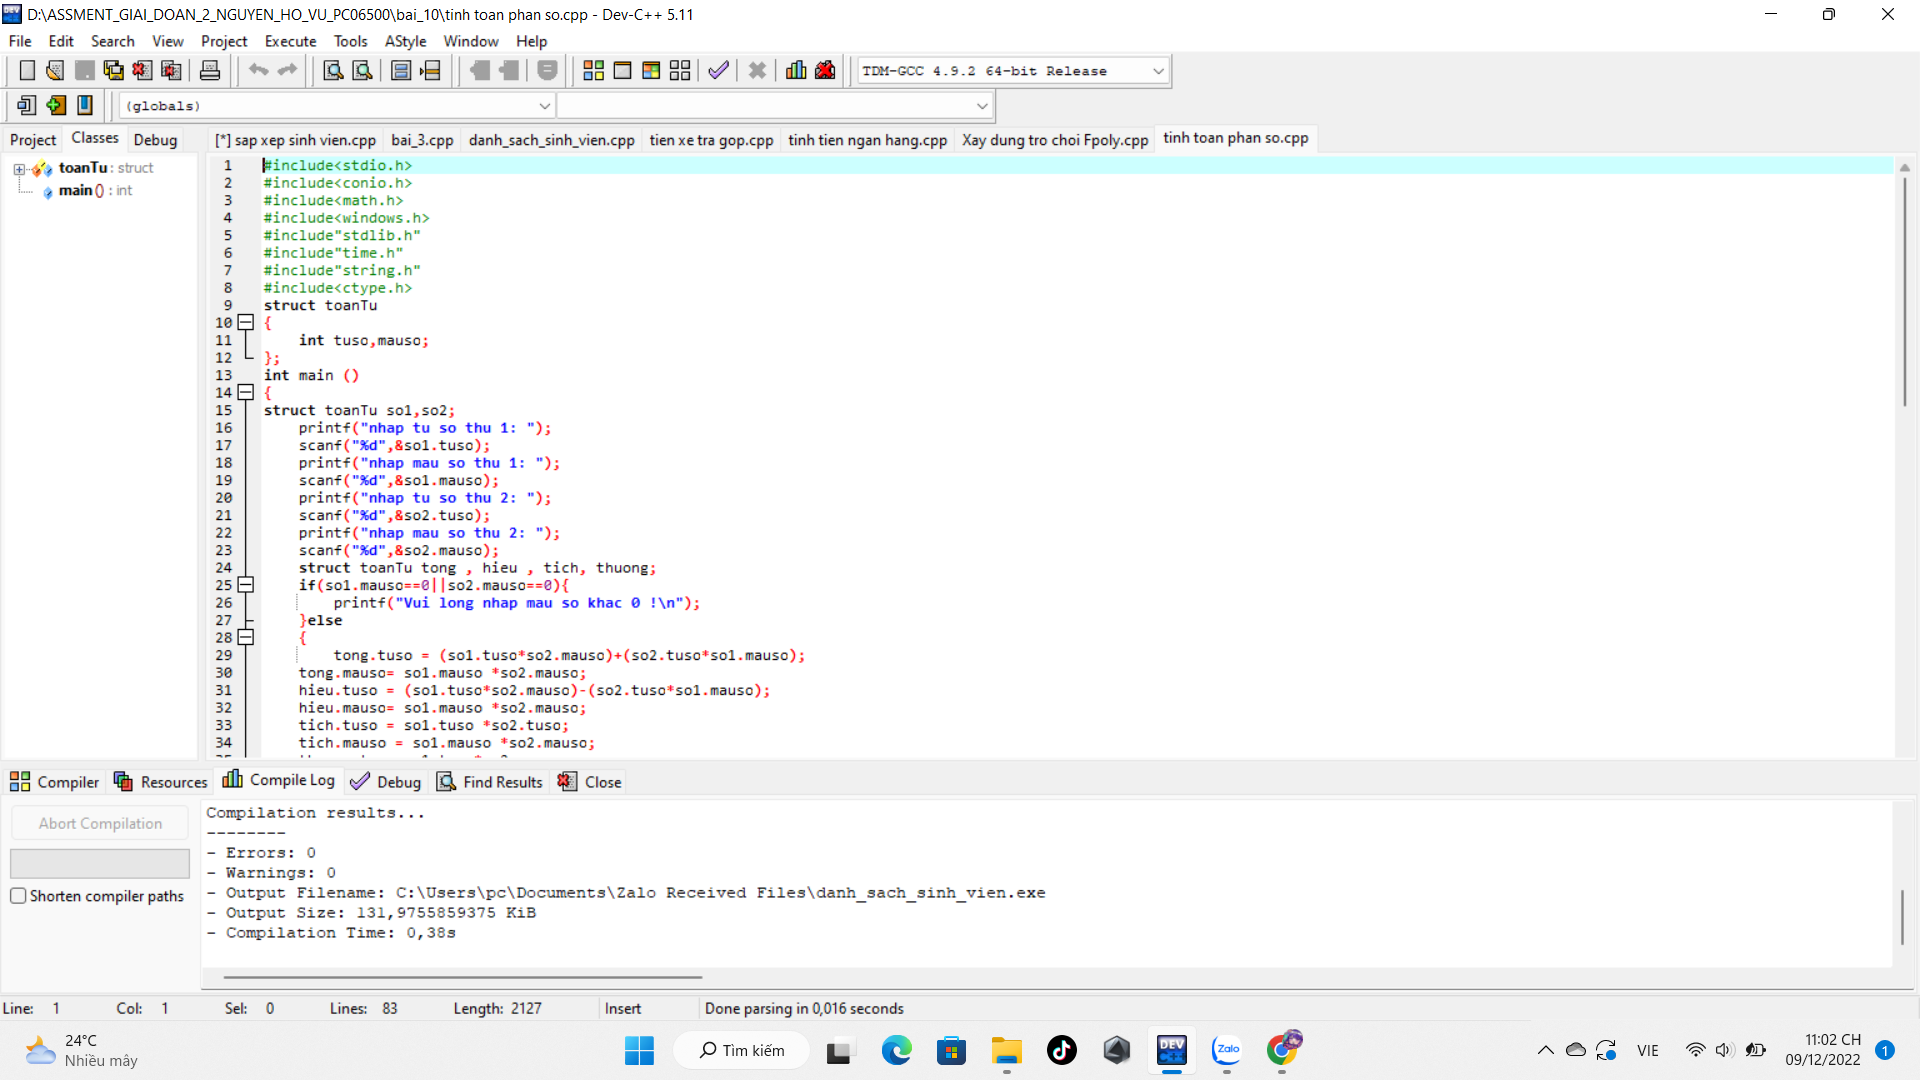 D:\ASSMENT_GIAI_DOAN_2_NGUYEN_HO_VU_PC06500\bai_10\tinh toan phan so.cpp - Dev-C++ 5.11
File Edit Search View Project Execute Tools AStyle Window Help
TDM-GCC 4.9.2 64-bit Release
(globals)
Project Classes Debug
[*] sap xep sinh vien.cpp bai_3.cpp danh_sach_sinh_vien.cpp tien xe tra gop.cpp tinh tien ngan hang.cpp Xay dung tro choi Fpoly.cpp tinh toan phan so.cpp
toanTu : struct
main () : int
1 #include<stdio.h>
2 #include<conio.h>
3 #include<math.h>
4 #include<windows.h>
5 #include"stdlib.h"
6 #include"time.h"
7 #include"string.h"
8 #include<ctype.h>
9 struct toanTu
10 {
11 int tuso,mauso;
12 };
13 int main ()
14 {
15 struct toanTu so1,so2;
16 printf("nhap tu so thu 1: ");
17 scanf("%d",&so1.tuso);
18 printf("nhap mau so thu 1: ");
19 scanf("%d",&so1.mauso);
20 printf("nhap tu so thu 2: ");
21 scanf("%d",&so2.tuso);
22 printf("nhap mau so thu 2: ");
23 scanf("%d",&so2.mauso);
24 struct toanTu tong , hieu , tich, thuong;
25 if(so1.mauso==0||so2.mauso==0){
26 printf("Vui long nhap mau so khac 0 !\n");
27 }else
28 {
29 tong.tuso = (so1.tuso*so2.mauso)+(so2.tuso*so1.mauso);
30 tong.mauso= so1.mauso *so2.mauso;
31 hieu.tuso = (so1.tuso*so2.mauso)-(so2.tuso*so1.mauso);
32 hieu.mauso= so1.mauso *so2.mauso;
33 tich.tuso = so1.tuso *so2.tuso;
34 tich.mauso = so1.mauso *so2.mauso;
Compiler Resources Compile Log Debug Find Results Close
Abort Compilation
Shorten compiler paths
Compilation results...
--------
- Errors: 0
- Warnings: 0
- Output Filename: C:\Users\pc\Documents\Zalo Received Files\danh_sach_sinh_vien.exe
- Output Size: 131,9755859375 KiB
- Compilation Time: 0,38s
Line: 1 Col: 1 Sel: 0 Lines: 83 Length: 2127 Insert Done parsing in 0,016 seconds
24°C
Nhiều mây
Tìm kiếm
DEV
Zalo
VIE
11:02 CH
09/12/2022
1